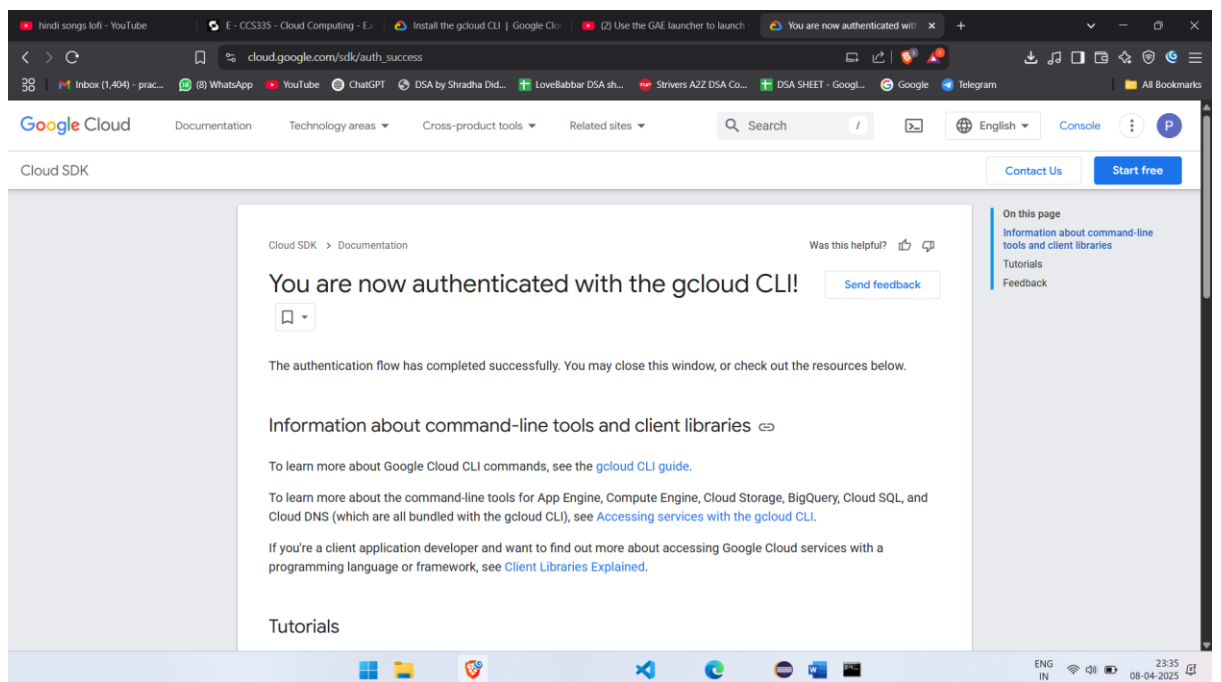 hindi songs lofi - YouTube
E - CCS335 - Cloud Computing - Ex
Install the gcloud CLI | Google Clo
(2) Use the GAE launcher to launch
You are now authenticated with
cloud.google.com/sdk/auth_success
Inbox (1,404) - prac...
(8) WhatsApp
YouTube
ChatGPT
DSA by Shradha Did...
LoveBabbar DSA sh...
Strivers A2Z DSA Co...
DSA SHEET - Googl...
Google
Telegram
All Bookmarks
Google Cloud
Documentation
Technology areas
Cross-product tools
Related sites
Search
/
English
Console
P
Cloud SDK
Contact Us
Start free
Cloud SDK > Documentation
Was this helpful?
You are now authenticated with the gcloud CLI!
Send feedback
The authentication flow has completed successfully. You may close this window, or check out the resources below.
Information about command-line tools and client libraries
To learn more about Google Cloud CLI commands, see the gcloud CLI guide.
To learn more about the command-line tools for App Engine, Compute Engine, Cloud Storage, BigQuery, Cloud SQL, and
Cloud DNS (which are all bundled with the gcloud CLI), see Accessing services with the gcloud CLI.
If you're a client application developer and want to find out more about accessing Google Cloud services with a
programming language or framework, see Client Libraries Explained.
Tutorials
On this page
Information about command-line
tools and client libraries
Tutorials
Feedback
ENG
IN
23:35
08-04-2025